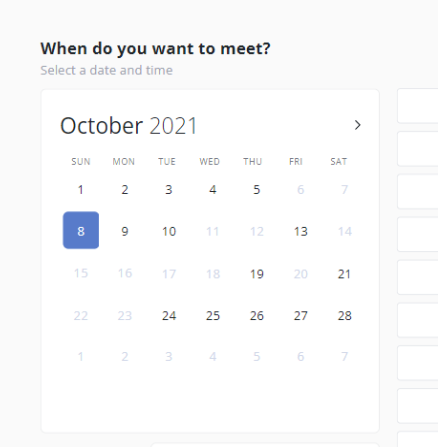 When do you want to meet?
Select a date and time
October 2021
SUN MON TUE WED THU FRI SAT
1 2 3 4 5 6 7
8 9 10 11 12 13 14
15 16 17 18 19 20 21
22 23 24 25 26 27 28
1 2 3 4 5 6 7